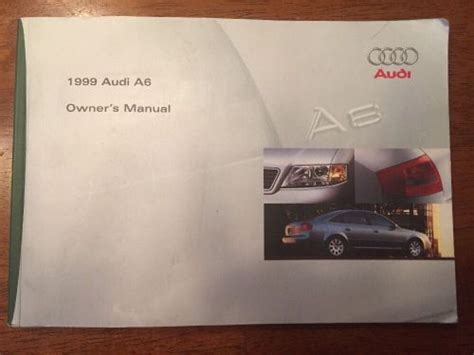 1999 Audi A6
Owner's Manual
Audi
A6